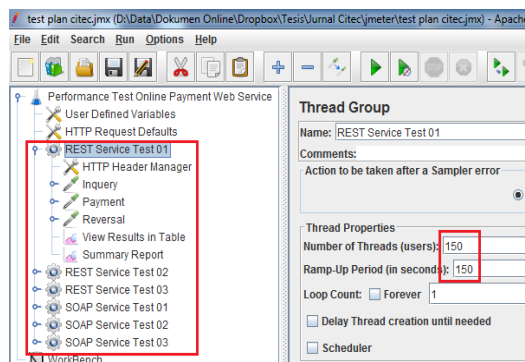 test plan citec.jmx (D:\Data\Dokumen Online\Dropbox\Tesis\Jurnal Citec\jmeter\test plan citec.jmx) - Apach
File Edit Search Run Options Help
Performance Test Online Payment Web Service
User Defined Variables
HTTP Request Defaults
REST Service Test 01
HTTP Header Manager
Inquery
Payment
Reversal
View Results in Table
Summary Report
REST Service Test 02
REST Service Test 03
SOAP Service Test 01
SOAP Service Test 02
SOAP Service Test 03
WorkBench
Thread Group
Name: REST Service Test 01
Comments:
Action to be taken after a Sampler error
Thread Properties
Number of Threads (users): 150
Ramp-Up Period (in seconds): 150
Loop Count: Forever 1
Delay Thread creation until needed
Scheduler